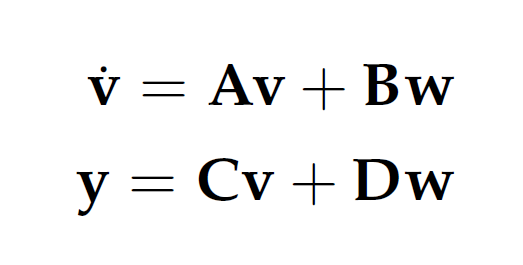 v̇ = Av + Bw
y = Cv + Dw